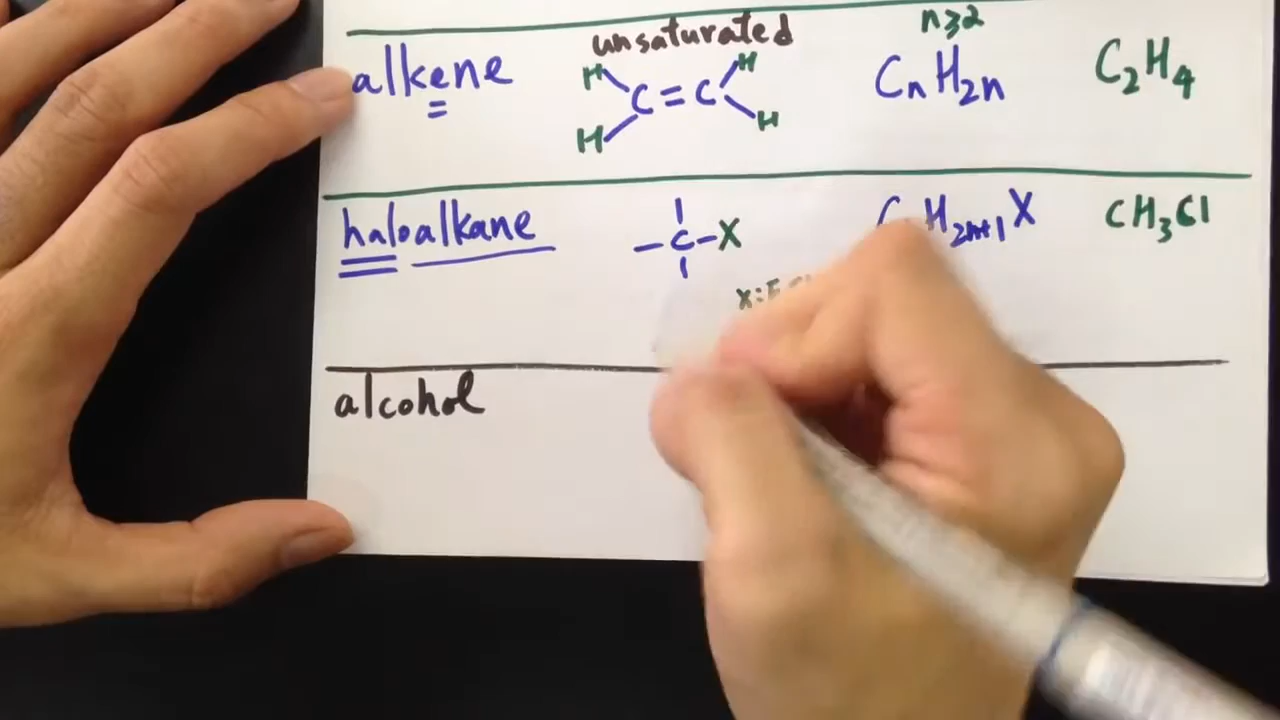 unsaturated n≥2
alkene H H C=C H H CnH2n C2H4
haloalkane -C-X H2n+1X CH3Cl
X:F
alcohol